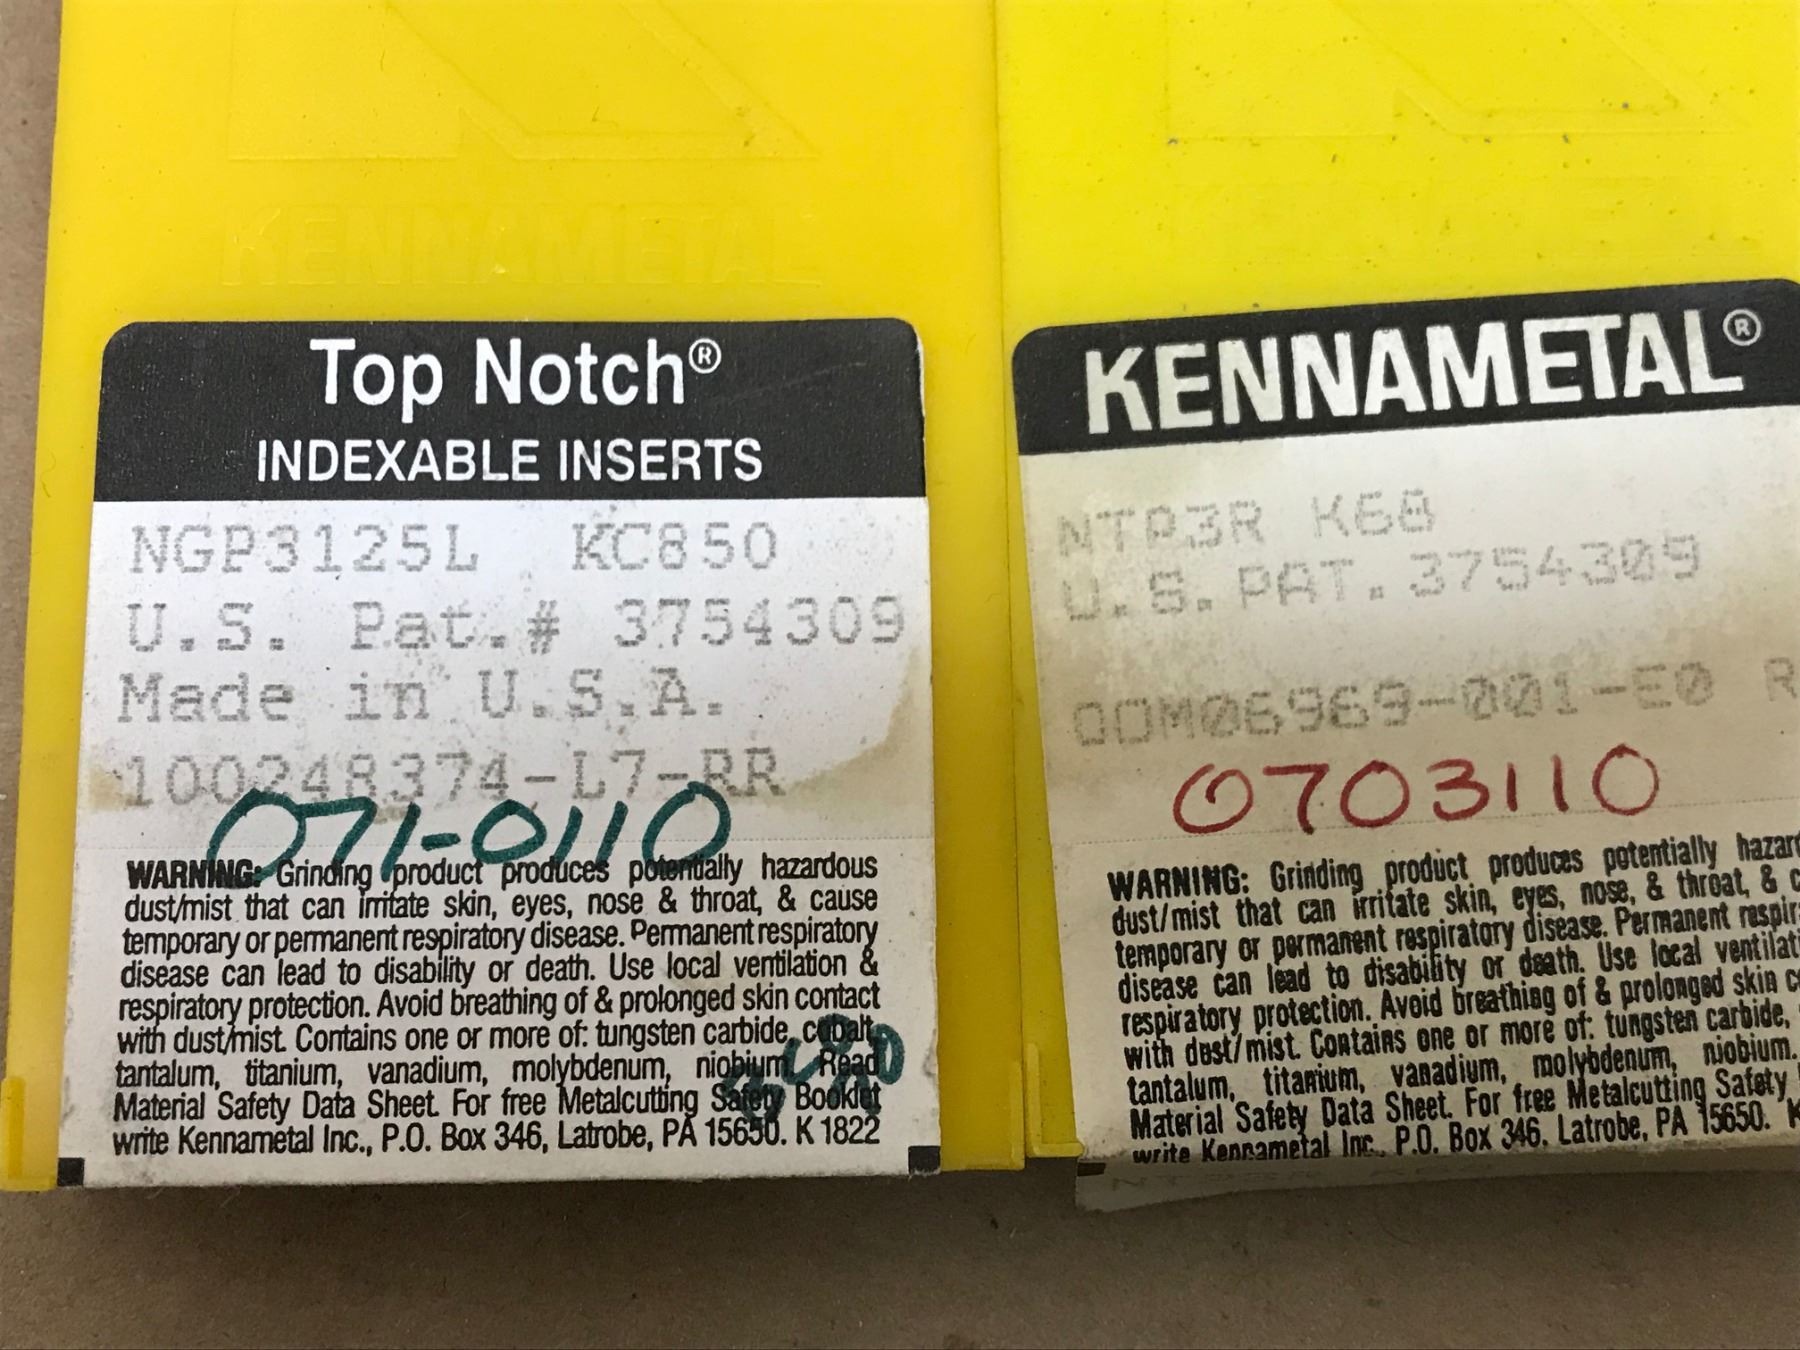 KENNAMETAL
Top Notch®
INDEXABLE INSERTS
NGP3125L KC850
U.S. Pat.# 3754309
Made in U.S.A.
100248374-L7-RR
071-0110
WARNING: Grinding product produces potentially hazardous
dust/mist that can irritate skin, eyes, nose & throat, & cause
temporary or permanent respiratory disease. Permanent respiratory
disease can lead to disability or death. Use local ventilation &
respiratory protection. Avoid breathing of & prolonged skin contact
with dust/mist. Contains one or more of: tungsten carbide, cobalt,
tantalum, titanium, vanadium, molybdenum, niobium. Read
Material Safety Data Sheet. For free Metalcutting Safety Booklet
write Kennametal Inc., P.O. Box 346, Latrobe, PA 15650. K 1822
KENNAMETAL®
NTP3R K68
U.S. PAT. 3754309
OOM06969-001-E0 R
0703110
WARNING: Grinding product produces potentially hazar
dust/mist that can irritate skin, eyes, nose, & throat, & c
temporary or permanent respiratory disease. Permanent respir
disease can lead to disability or death. Use local ventilati
respiratory protection. Avoid breathing of & prolonged skin c
with dust/mist. Contains one or more of: tungsten carbide,
tantalum, titanium, vanadium, molybdenum, niobium.
Material Safety Data Sheet. For free Metalcutting Safety
write Kennametal Inc., P.O. Box 346, Latrobe, PA 15650. K